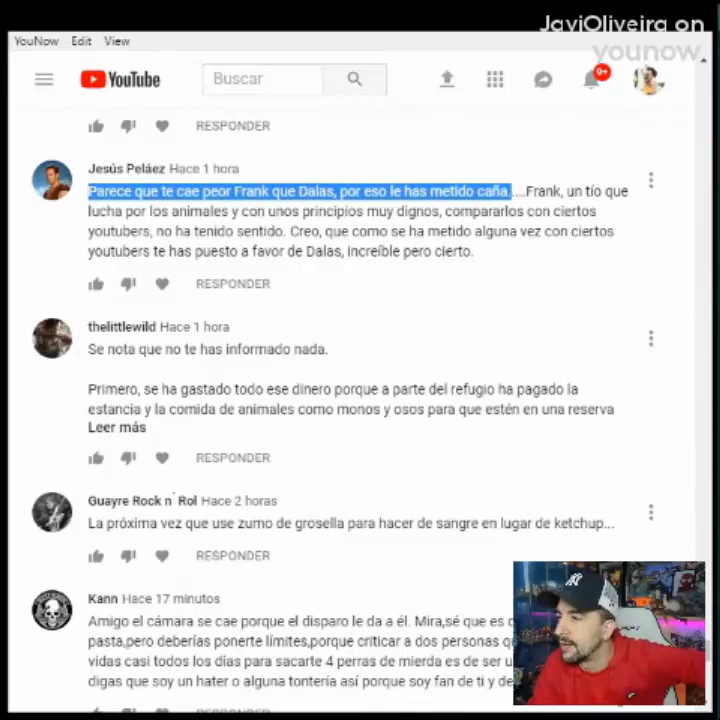 JaviOliveira on
younow
YouNow Edit View
YouTube
Buscar
9+
RESPONDER
Jesús Peláez Hace 1 hora
Parece que te cae peor Frank que Dalas, por eso le has metido caña.....Frank, un tío que
lucha por los animales y con unos principios muy dignos, compararlos con ciertos
youtubers, no ha tenido sentido. Creo, que como se ha metido alguna vez con ciertos
youtubers te has puesto a favor de Dalas, increíble pero cierto.
RESPONDER
thelittlewild Hace 1 hora
Se nota que no te has informado nada.
Primero, se ha gastado todo ese dinero porque a parte del refugio ha pagado la
estancia y la comida de animales como monos y osos para que estén en una reserva
Leer más
RESPONDER
Guayre Rock n´Rol Hace 2 horas
La próxima vez que use zumo de grosella para hacer de sangre en lugar de ketchup...
RESPONDER
Kann Hace 17 minutos
Amigo el cámara se cae porque el disparo le da a él. Mira,sé que es
pasta,pero deberías ponerte límites,porque criticar a dos personas
vidas casi todos los días para sacarte 4 perras de mierda es de ser
digas que soy un hater o alguna tontería así porque soy fan de ti y
RESPONDER
NY